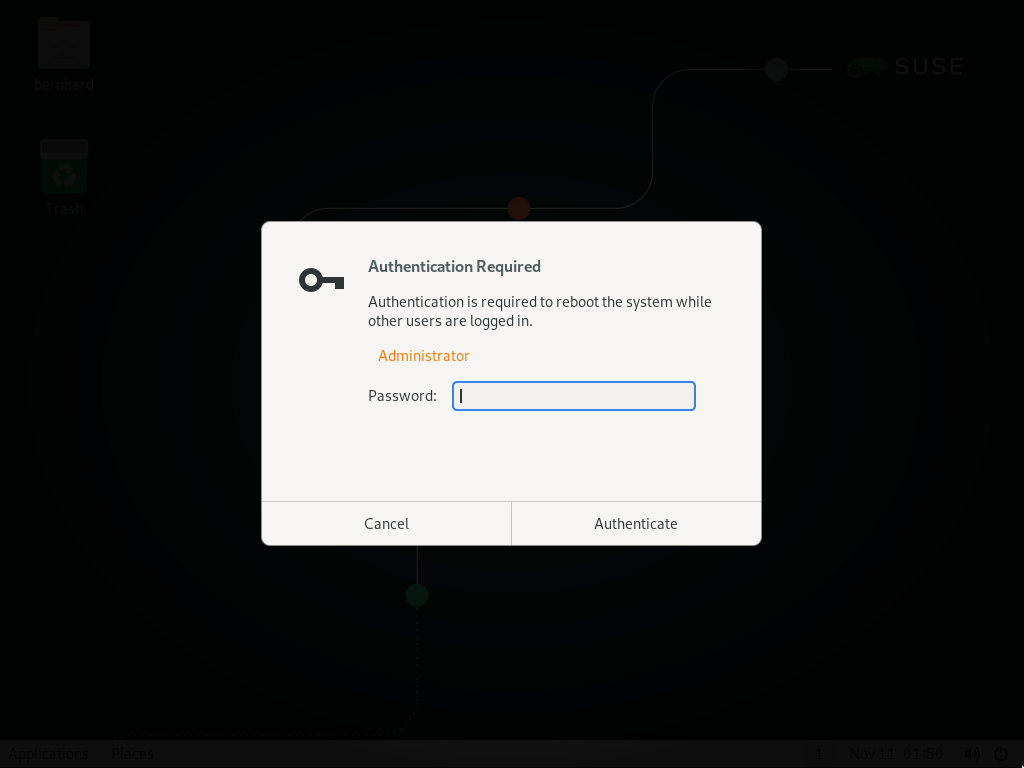 bernhard
SUSE
Trash
Authentication Required
Authentication is required to reboot the system while
other users are logged in.
Administrator
Password:
Cancel
Authenticate
Applications
Places
1
Nov 11 01:50